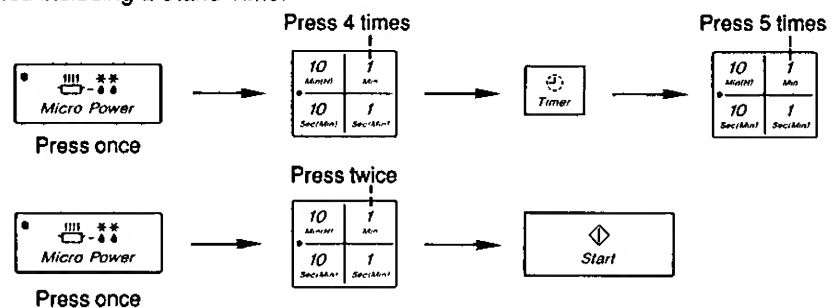 Press 4 times
Press 5 times
Micro Power
10 Min(H) 1 Min
10 Sec(Min) 1 Sec(Min)
Timer
10 Min(H) 1 Min
10 Sec(Min) 1 Sec(Min)
Press once
Press twice
Micro Power
10 Min(H) 1 Min
10 Sec(Min) 1 Sec(Min)
Start
Press once